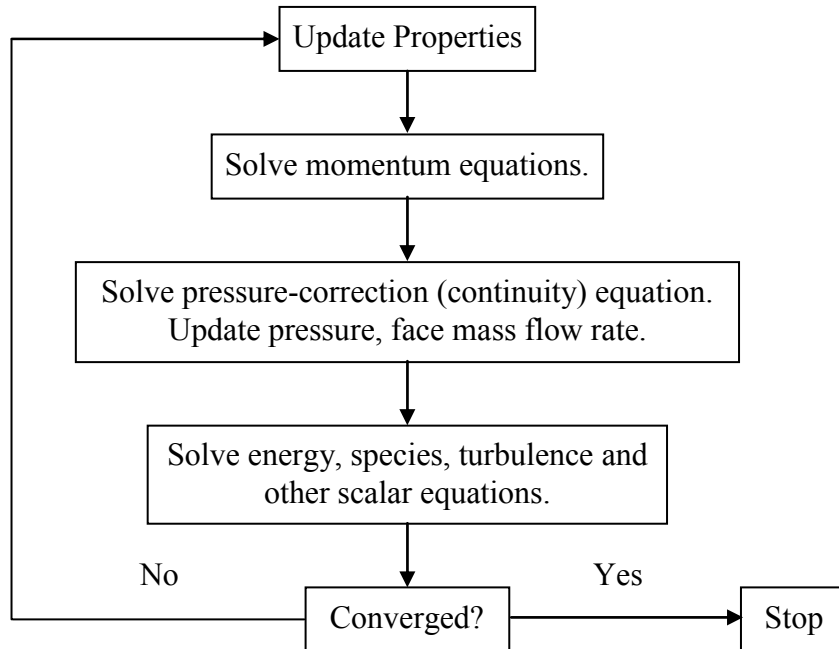 Update Properties
Solve momentum equations.
Solve pressure-correction (continuity) equation.
Update pressure, face mass flow rate.
Solve energy, species, turbulence and
other scalar equations.
No
Yes
Converged?
Stop